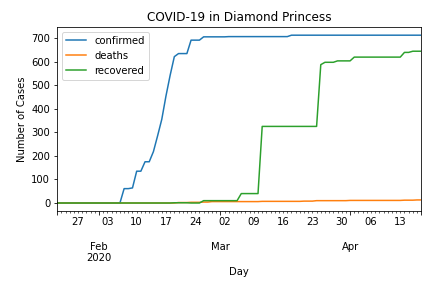 COVID-19 in Diamond Princess
confirmed
deaths
recovered
Number of Cases
700
600
500
400
300
200
100
0
27 03 10 17 24 02 09 16 23 30 06 13
Feb Mar Apr
2020
Day